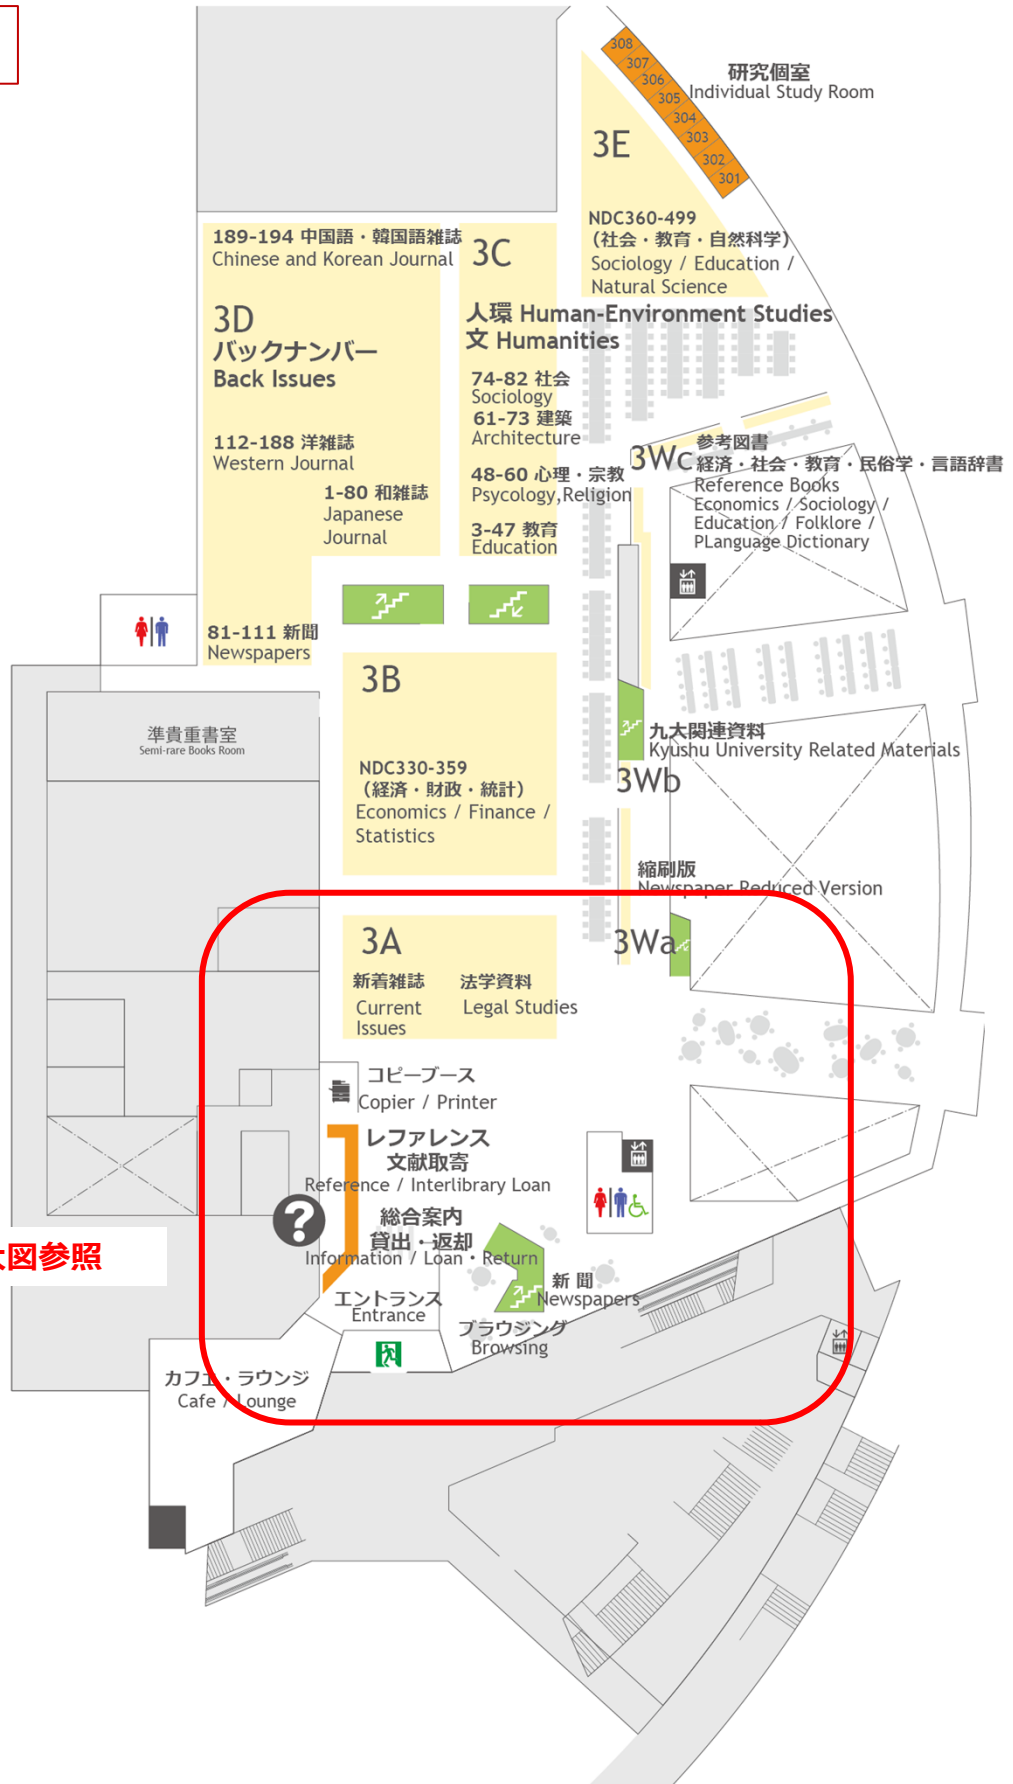 308
307
306
305
304
303
302
301
研究個室
Individual Study Room
3E
NDC360-499
（社会・教育・自然科学）
Sociology / Education /
Natural Science
189-194 中国語・韓国語雑誌
Chinese and Korean Journal
3D
バックナンバー
Back Issues
112-188 洋雑誌
Western Journal
1-80 和雑誌
Japanese
Journal
81-111 新聞
Newspapers
3C
人環 Human-Environment Studies
文 Humanities
74-82 社会
Sociology
61-73 建築
Architecture
48-60 心理・宗教
Psycology,Religion
3-47 教育
Education
3Wc
参考図書
経済・社会・教育・民俗学・言語辞書
Reference Books
Economics / Sociology /
Education / Folklore /
PLanguage Dictionary
準貴重書室
Semi-rare Books Room
3B
NDC330-359
（経済・財政・統計）
Economics / Finance /
Statistics
九大関連資料
Kyushu University Related Materials
3Wb
縮刷版
Newspaper Reduced Version
3Wa
3A
新着雑誌
Current
Issues
法学資料
Legal Studies
コピーブース
Copier / Printer
レファレンス
文献取寄
Reference / Interlibrary Loan
?
総合案内
貸出・返却
Information / Loan・Return
大図参照
新 聞
Newspapers
エントランス
Entrance
ブラウジング
Browsing
カフェ・ラウンジ
Cafe / Lounge